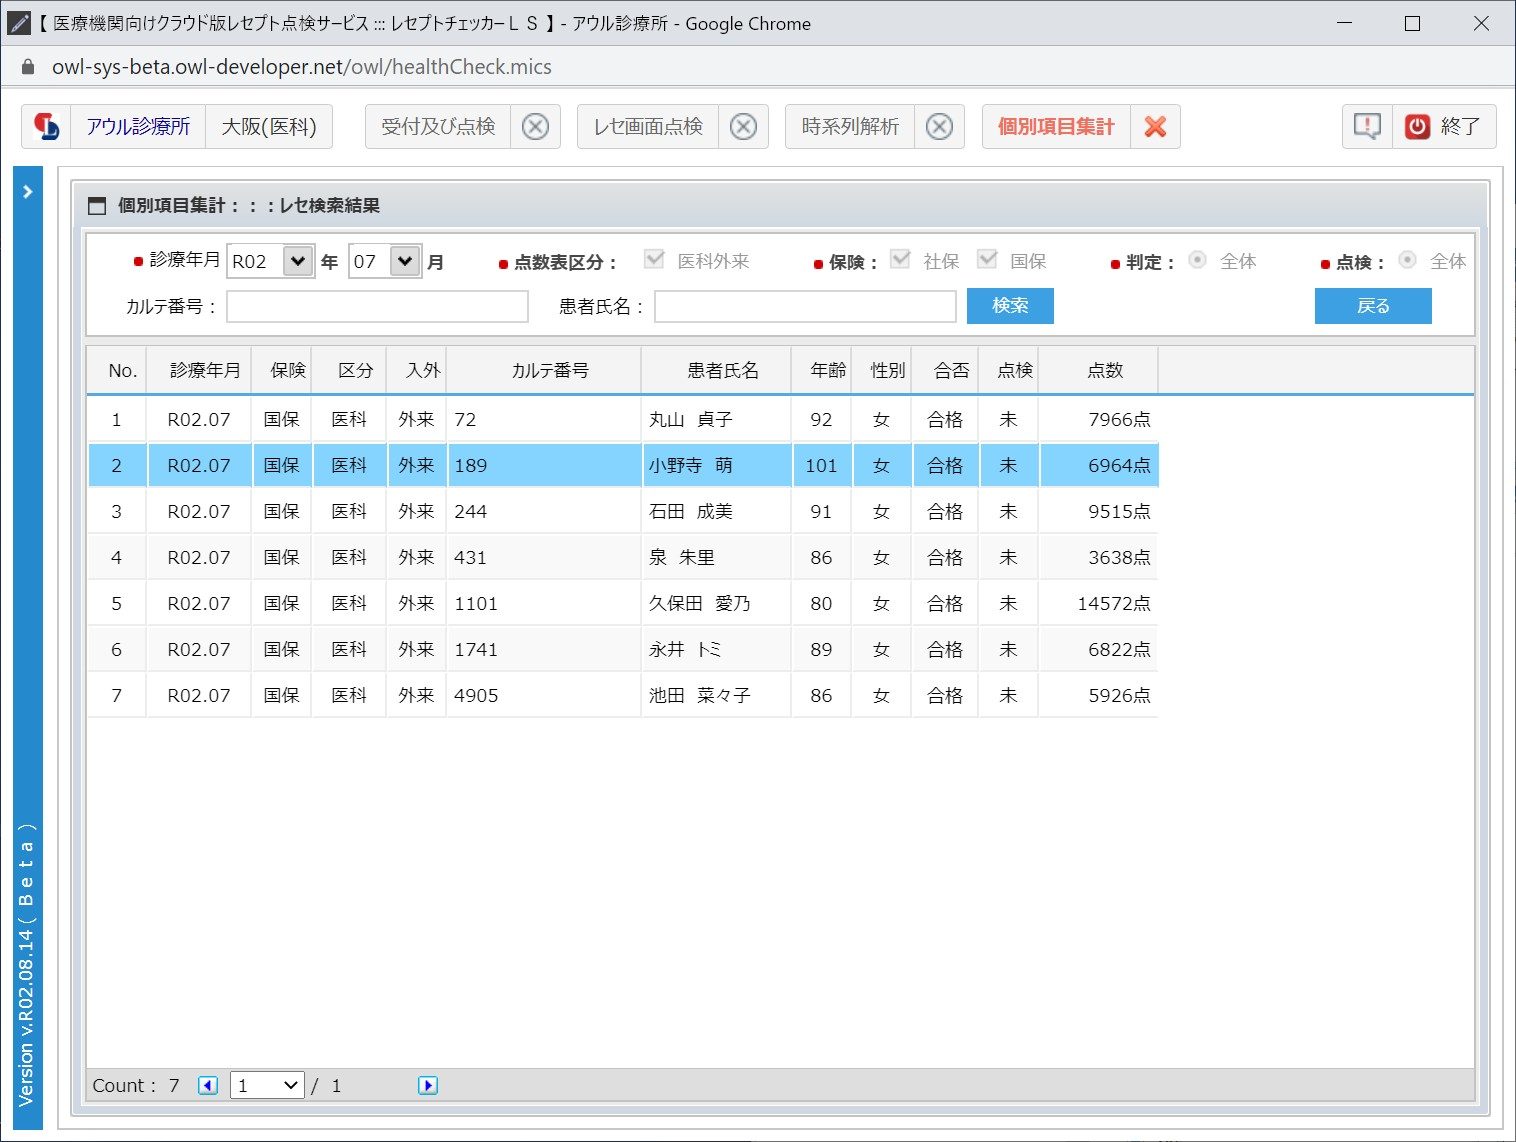 【 医療機関向けクラウド版レセプト点検サービス ::: レセプトチェッカーＬＳ 】 - アウル診療所 - Google Chrome
owl-sys-beta.owl-developer.net/owl/healthCheck.mics
アウル診療所 大阪(医科) 受付及び点検 レセ画面点検 時系列解析 個別項目集計 終了
個別項目集計：：：レセ検索結果
診療年月 R02 年 07 月 点数表区分： 医科外来 保険： 社保 国保 判定： 全体 点検： 全体
カルテ番号： 患者氏名： 検索 戻る
No. 診療年月 保険 区分 入外 カルテ番号 患者氏名 年齢 性別 合否 点検 点数
1 R02.07 国保 医科 外来 72 丸山　貞子 92 女 合格 未 7966点
2 R02.07 国保 医科 外来 189 小野寺　萌 101 女 合格 未 6964点
3 R02.07 国保 医科 外来 244 石田　成美 91 女 合格 未 9515点
4 R02.07 国保 医科 外来 431 泉　朱里 86 女 合格 未 3638点
5 R02.07 国保 医科 外来 1101 久保田　愛乃 80 女 合格 未 14572点
6 R02.07 国保 医科 外来 1741 永井　トミ 89 女 合格 未 6822点
7 R02.07 国保 医科 外来 4905 池田　菜々子 86 女 合格 未 5926点
Count : 7 1 / 1
Version v.R02.08.14 ( Beta )